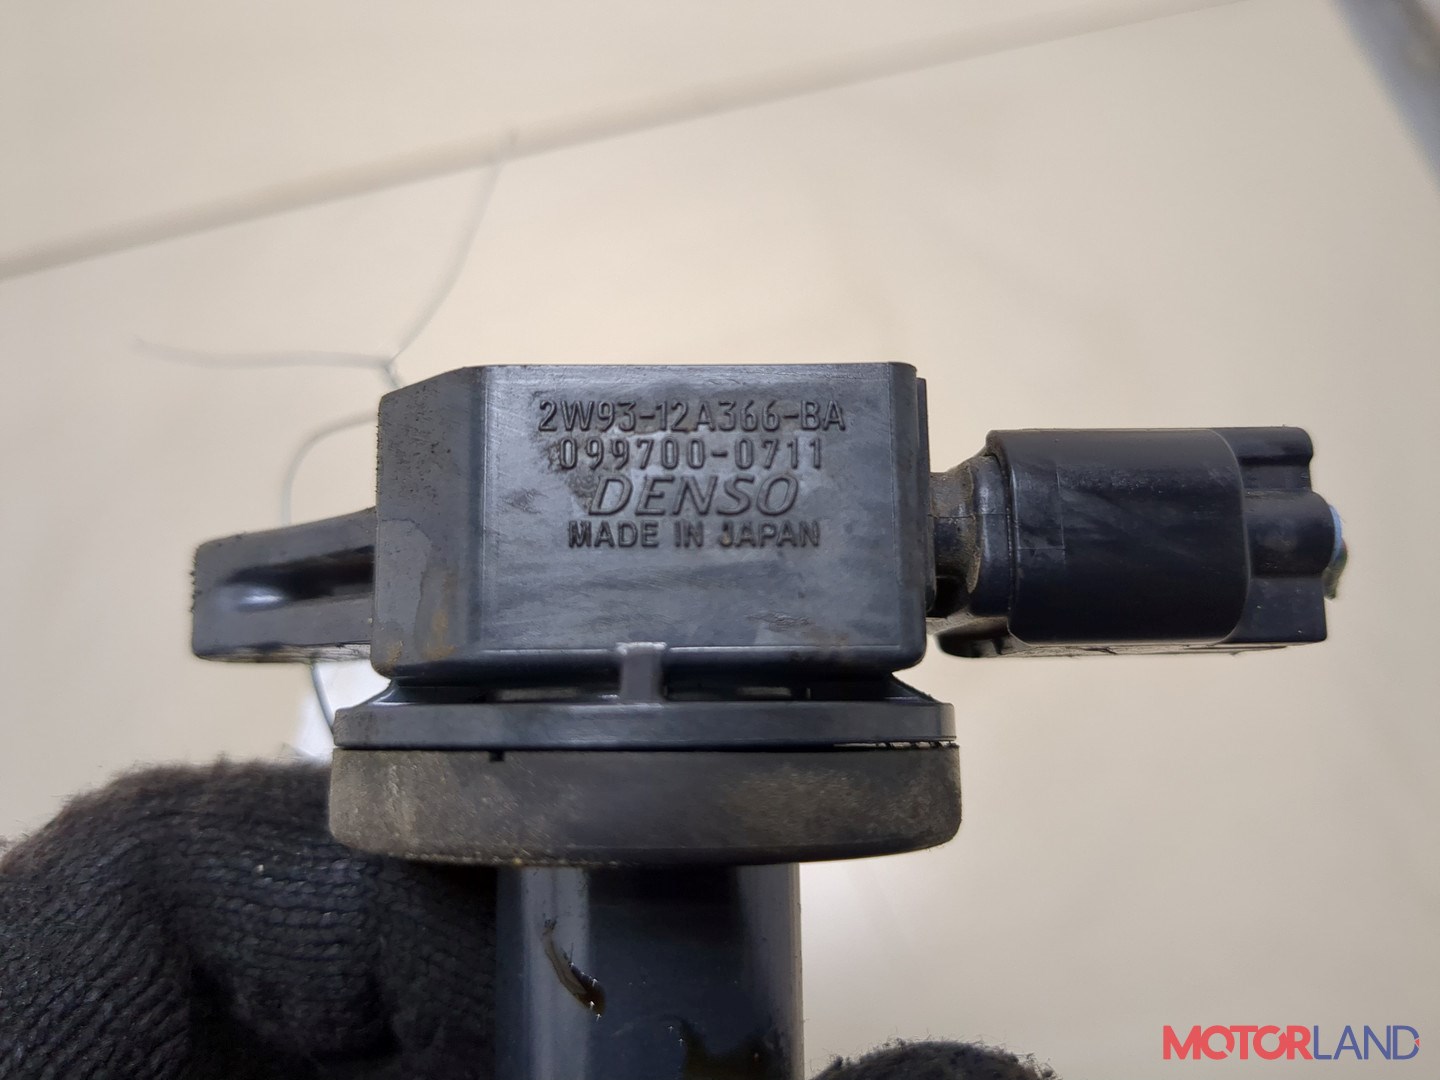 2W93-12A366-BA
099700-0711
DENSO
MADE IN JAPAN
MOTORLAND